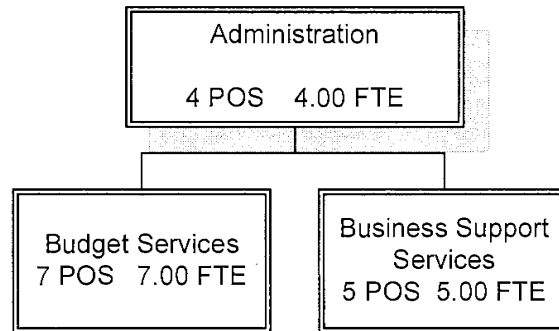 Administration
4 POS 4.00 FTE
Budget Services
7 POS 7.00 FTE
Business Support
Services
5 POS 5.00 FTE